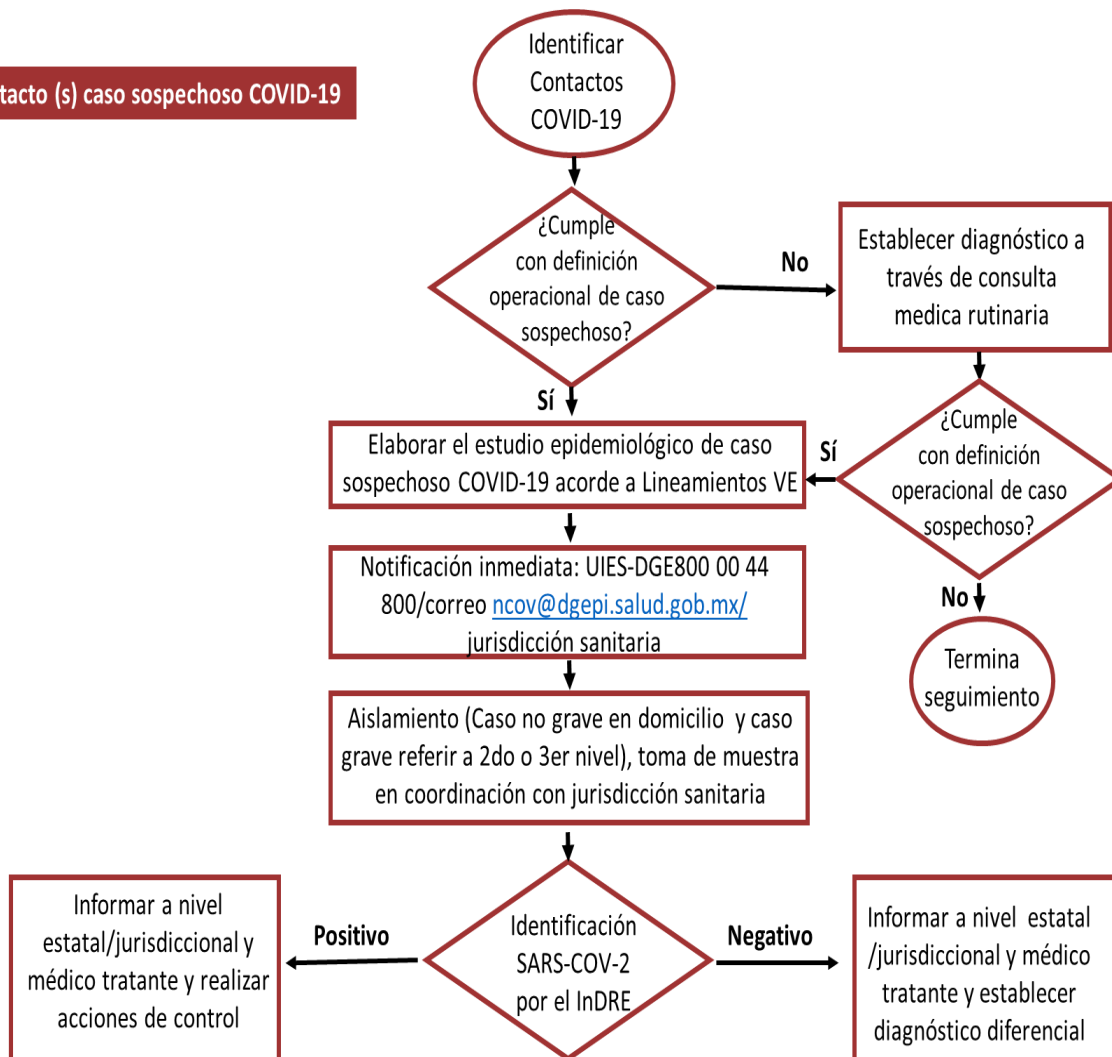 tacto (s) caso sospechoso COVID-19
Identificar
Contactos
COVID-19
¿Cumple
con definición
operacional de caso
sospechoso?
No
Establecer diagnóstico a
través de consulta
medica rutinaria
Sí
¿Cumple
con definición
operacional de caso
sospechoso?
Sí
No
Termina
seguimiento
Elaborar el estudio epidemiológico de caso
sospechoso COVID-19 acorde a Lineamientos VE
Notificación inmediata: UIES-DGE800 00 44
800/correo ncov@dgepi.salud.gob.mx/
jurisdicción sanitaria
Aislamiento (Caso no grave en domicilio y caso
grave referir a 2do o 3er nivel), toma de muestra
en coordinación con jurisdicción sanitaria
Identificación
SARS-COV-2
por el InDRE
Positivo
Informar a nivel
estatal/jurisdiccional y
médico tratante y realizar
acciones de control
Negativo
Informar a nivel estatal
/jurisdiccional y médico
tratante y establecer
diagnóstico diferencial